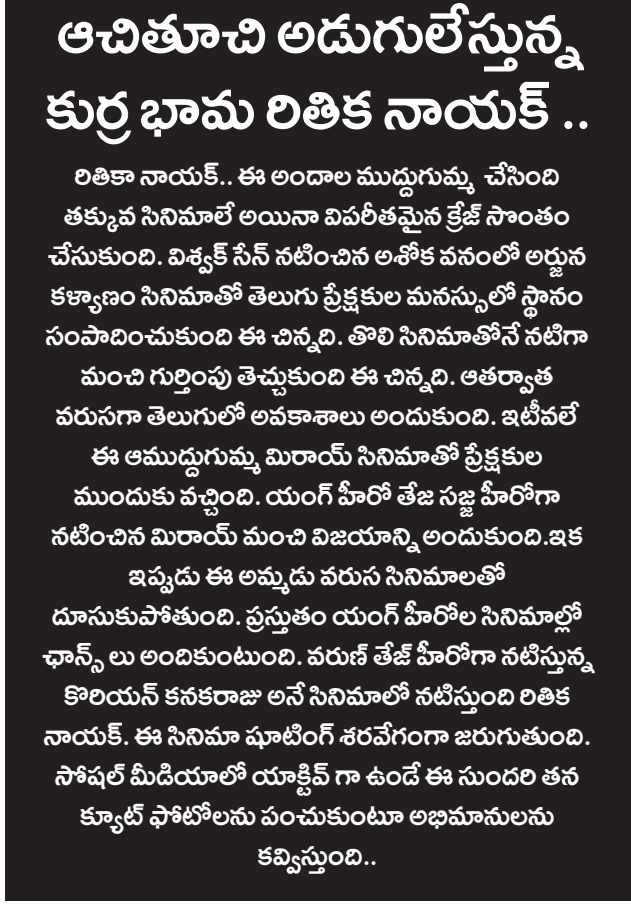 ఆచితూచి అడుగులేస్తున్న
కుర్ర భామ రితిక నాయక్ ..
రితికా నాయక్.. ఈ అందాల ముద్దుగుమ్మ చేసింది
తక్కువ సినిమాలే అయినా విపరీతమైన క్రేజ్ సొంతం
చేసుకుంది. విశ్వక్ సేన్ నటించిన అశోక వనంలో అర్జున
కళ్యాణం సినిమాతో తెలుగు ప్రేక్షకుల మనస్సులో స్థానం
సంపాదించుకుంది ఈ చిన్నది. తొలి సినిమాతోనే నటిగా
మంచి గుర్తింపు తెచ్చుకుంది ఈ చిన్నది. ఆతర్వాత
వరుసగా తెలుగులో అవకాశాలు అందుకుంది. ఇటీవలే
ఈ ఆముద్దుగుమ్మ మిరాయ్ సినిమాతో ప్రేక్షకుల
ముందుకు వచ్చింది. యంగ్ హీరో తేజ సజ్జ హీరోగా
నటించిన మిరాయ్ మంచి విజయాన్ని అందుకుంది.ఇక
ఇప్పడు ఈ అమ్మడు వరుస సినిమాలతో
దూసుకుపోతుంది. ప్రస్తుతం యంగ్ హీరోల సినిమాల్లో
ఛాన్స్ లు అందికుంటుంది. వరుణ్ తేజ్ హీరోగా నటిస్తున్న
కొరియన్ కనకరాజు అనే సినిమాలో నటిస్తుంది రితిక
నాయక్. ఈ సినిమా షూటింగ్ శరవేగంగా జరుగుతుంది.
సోషల్ మీడియాలో యాక్టివ్ గా ఉండే ఈ సుందరి తన
క్యూట్ ఫోటోలను పంచుకుంటూ అభిమానులను
కవ్విస్తుంది..